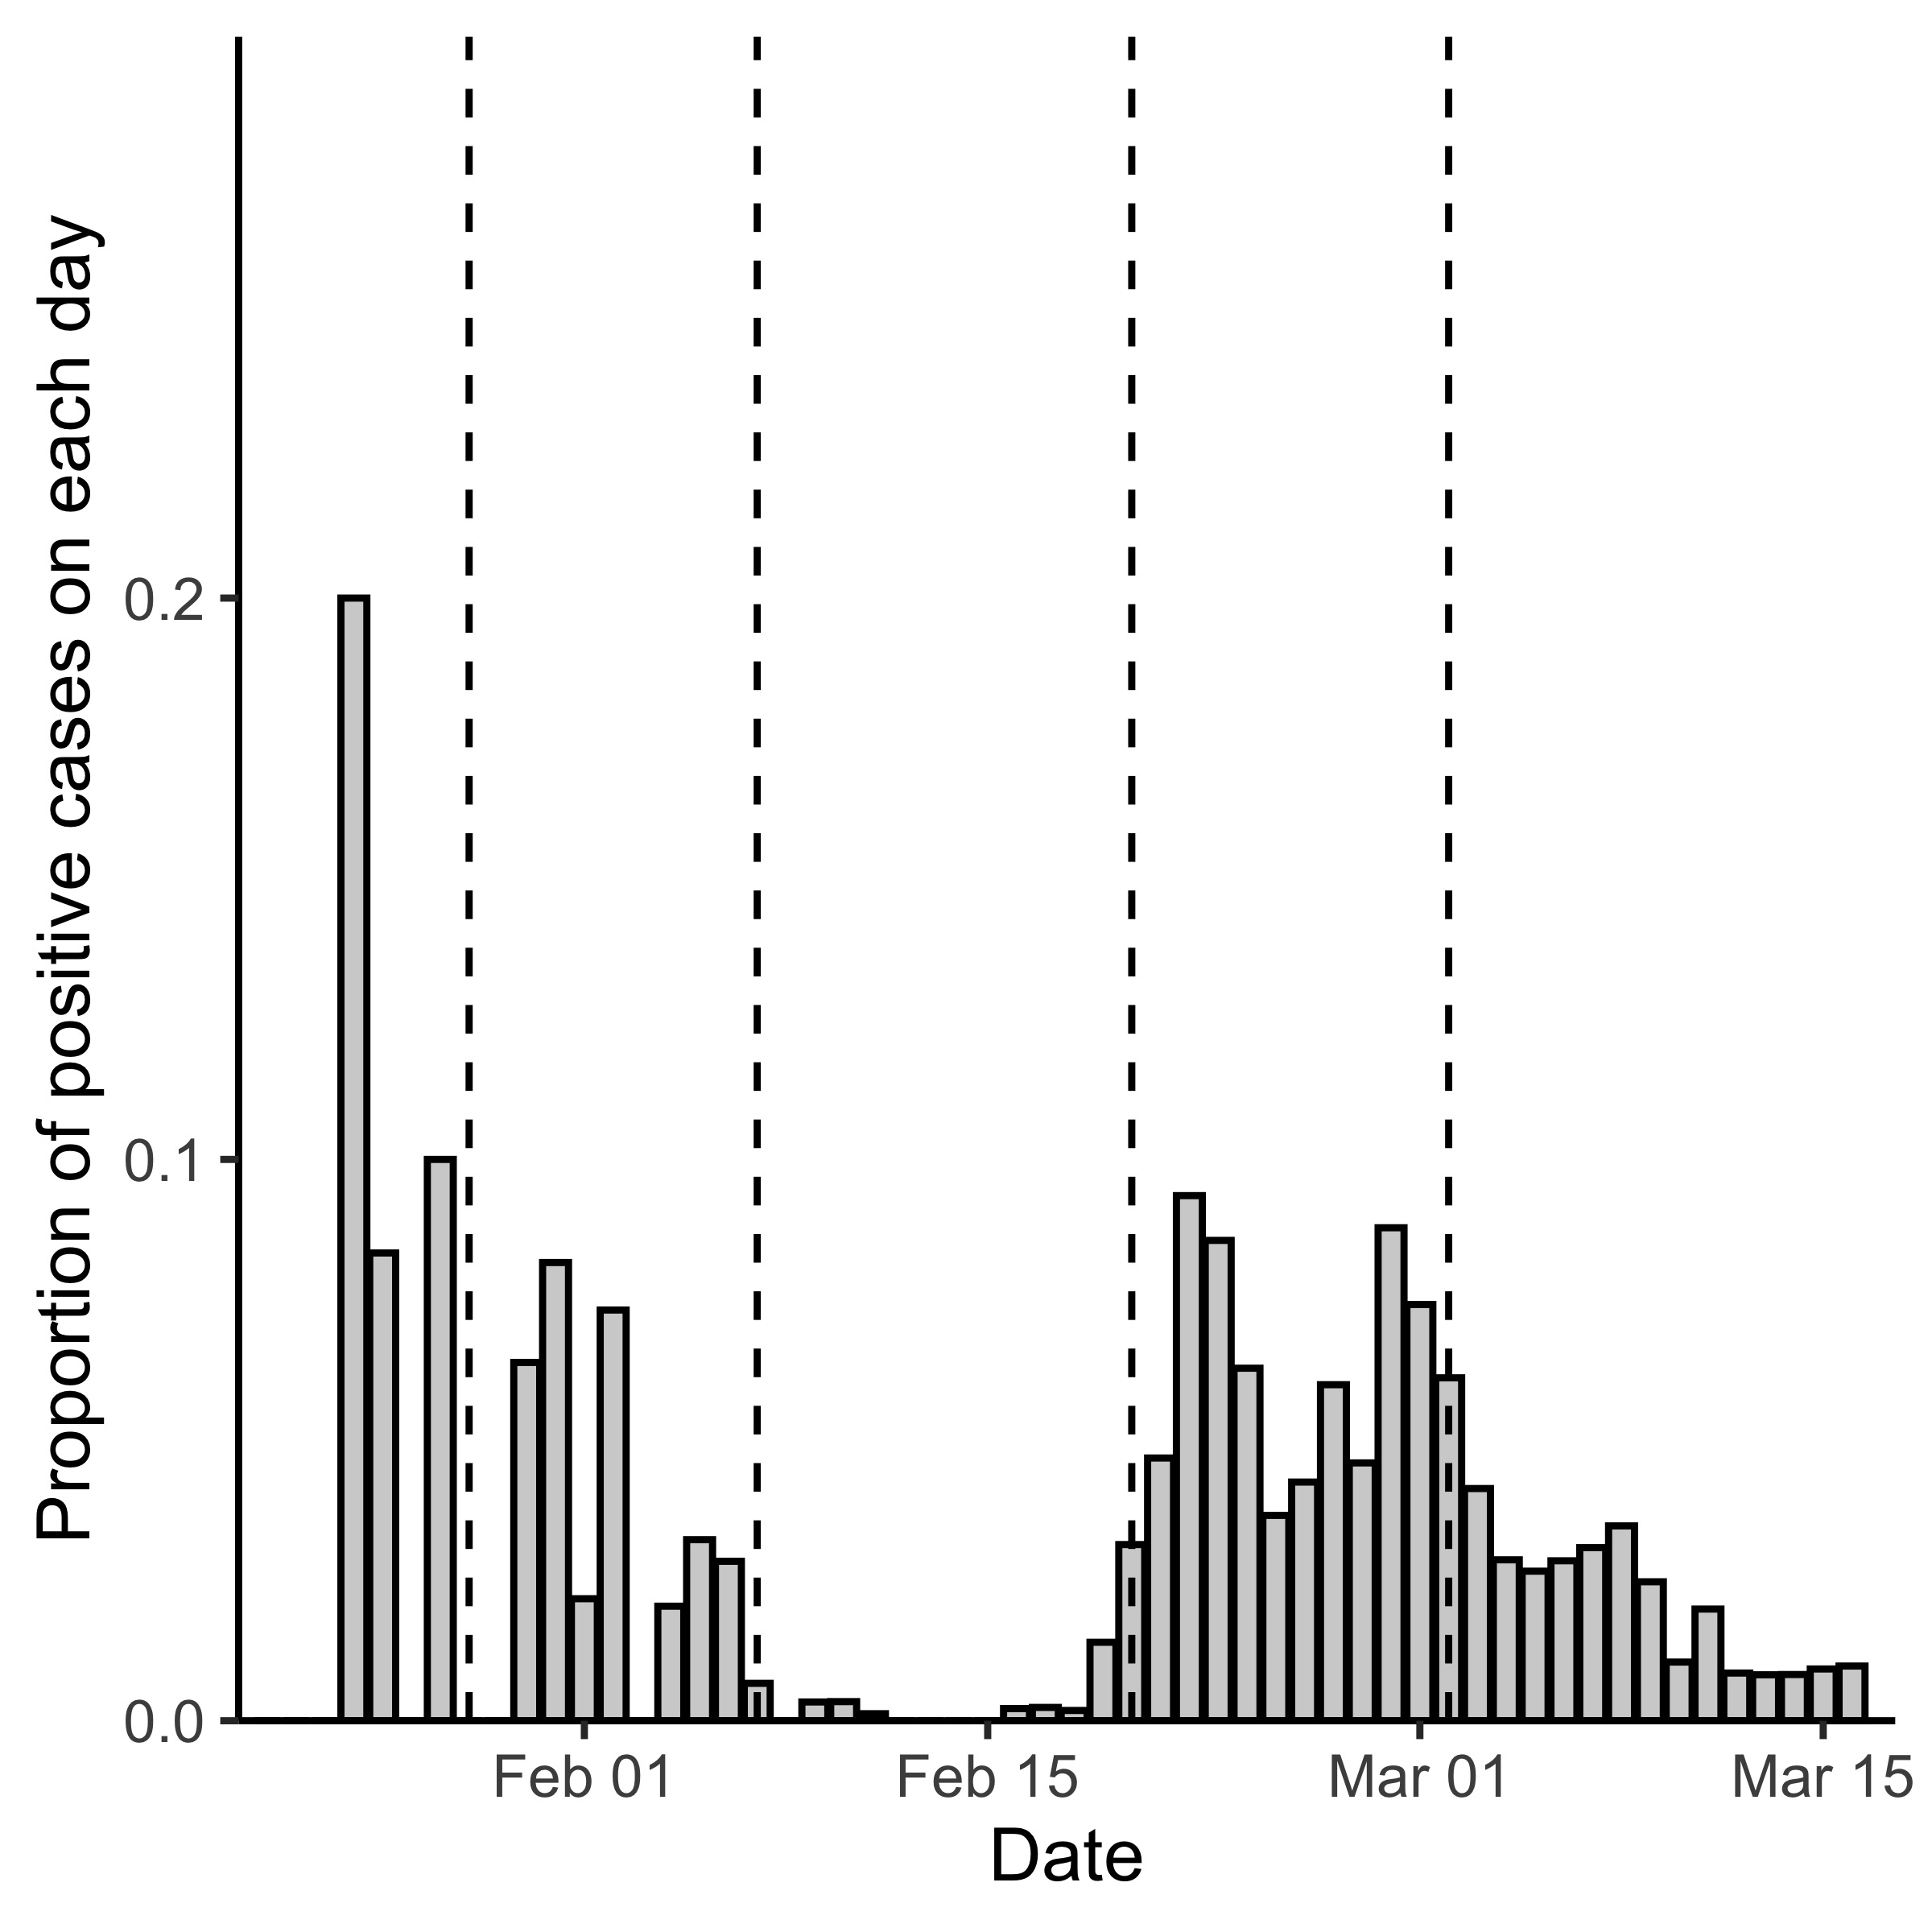 Proportion of positive cases on each day
0.2
0.1
0.0
Feb 01
Feb 15
Mar 01
Mar 15
Date